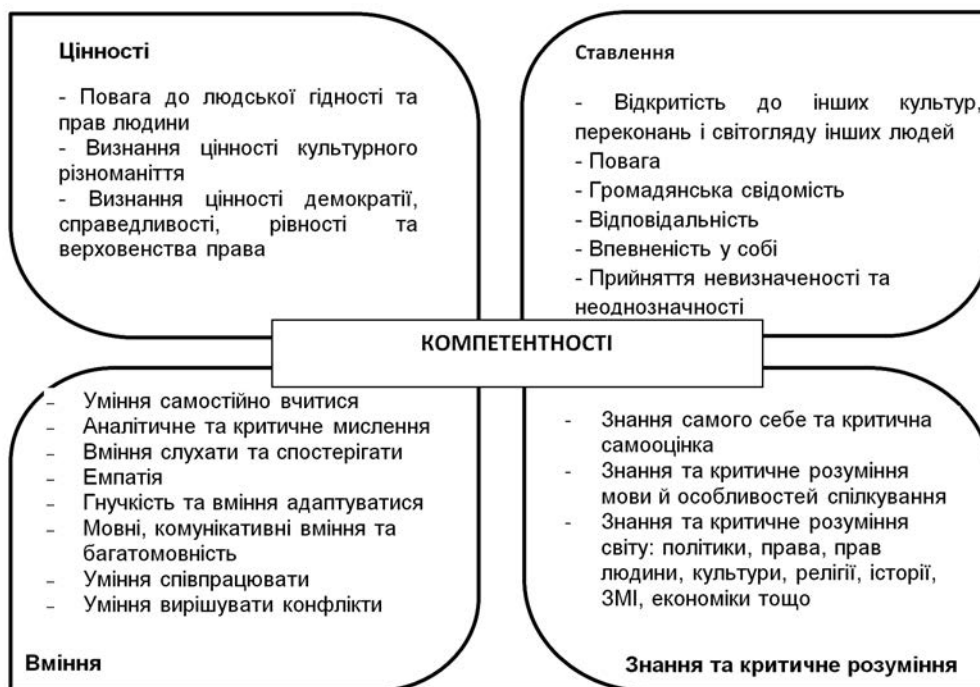 Цінності
- Повага до людської гідності та
прав людини
- Визнання цінності культурного
різноманіття
- Визнання цінності демократії,
справедливості, рівності та
верховенства права
Ставлення
- Відкритість до інших культур,
переконань і світогляду інших людей
- Повага
- Громадянська свідомість
- Відповідальність
- Впевненість у собі
- Прийняття невизначеності та
неоднозначності
КОМПЕТЕНТНОСТІ
- Уміння самостійно вчитися
- Аналітичне та критичне мислення
- Вміння слухати та спостерігати
- Емпатія
- Гнучкість та вміння адаптуватися
- Мовні, комунікативні вміння та
багатомовність
- Уміння співпрацювати
- Уміння вирішувати конфлікти
Вміння
- Знання самого себе та критична
самооцінка
- Знання та критичне розуміння
мови й особливостей спілкування
- Знання та критичне розуміння
світу: політики, права, прав
людини, культури, релігії, історії,
ЗМІ, економіки тощо
Знання та критичне розуміння